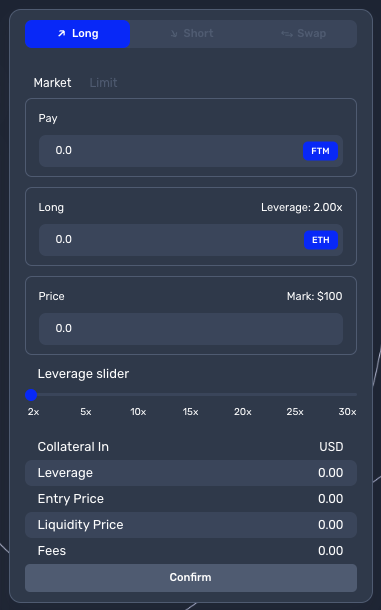 Long Short Swap
Market Limit
Pay
0.0 FTM
Long Leverage: 2.00x
0.0 ETH
Price Mark: $100
0.0
Leverage slider
2x 5x 10x 15x 20x 25x 30x
Collateral In USD
Leverage 0.00
Entry Price 0.00
Liquidity Price 0.00
Fees 0.00
Confirm